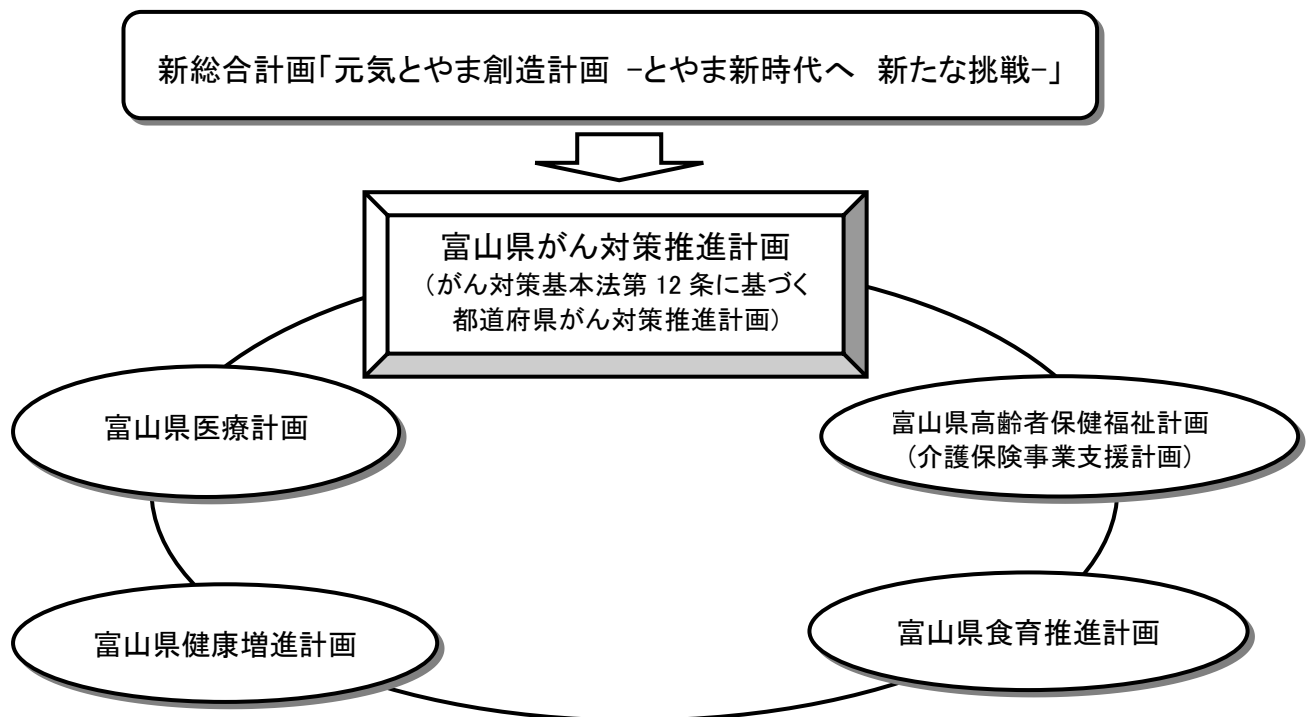 新総合計画「元気とやま創造計画 -とやま新時代へ 新たな挑戦-」
富山県がん対策推進計画
(がん対策基本法第 12 条に基づく
都道府県がん対策推進計画)
富山県医療計画
富山県高齢者保健福祉計画
(介護保険事業支援計画)
富山県健康増進計画
富山県食育推進計画